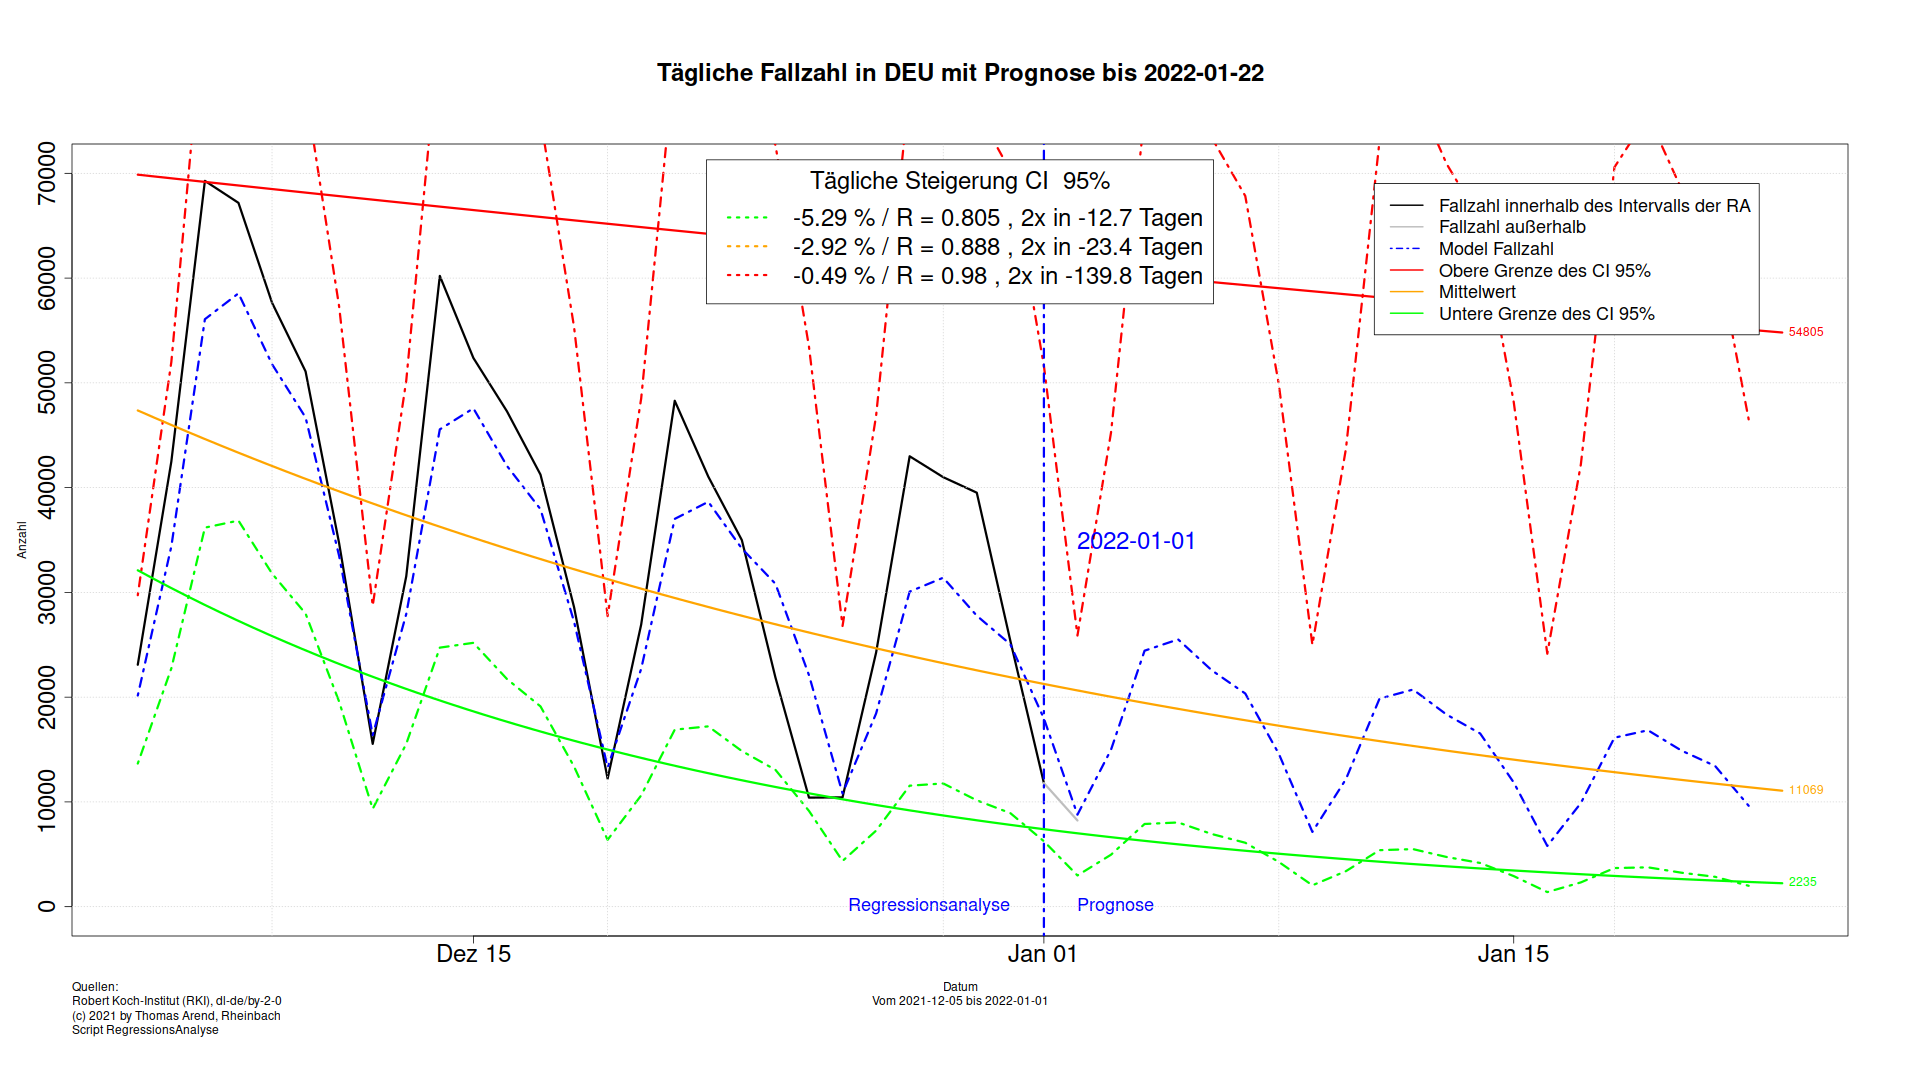 Tägliche Fallzahl in DEU mit Prognose bis 2022-01-22
Tägliche Steigerung CI  95%
-5.29 % / R = 0.805 , 2x in -12.7 Tagen
-2.92 % / R = 0.888 , 2x in -23.4 Tagen
-0.49 % / R = 0.98 , 2x in -139.8 Tagen
Fallzahl innerhalb des Intervalls der RA
Fallzahl außerhalb
Model Fallzahl
Obere Grenze des CI 95%
Mittelwert
Untere Grenze des CI 95%
70000
60000
50000
40000
30000
20000
10000
0
Anzahl
54805
2022-01-01
11069
2235
Regressionsanalyse
Prognose
Dez 15
Jan 01
Jan 15
Datum
Vom 2021-12-05 bis 2022-01-01
Quellen:
Robert Koch-Institut (RKI), dl-de/by-2-0
(c) 2021 by Thomas Arend, Rheinbach
Script RegressionsAnalyse